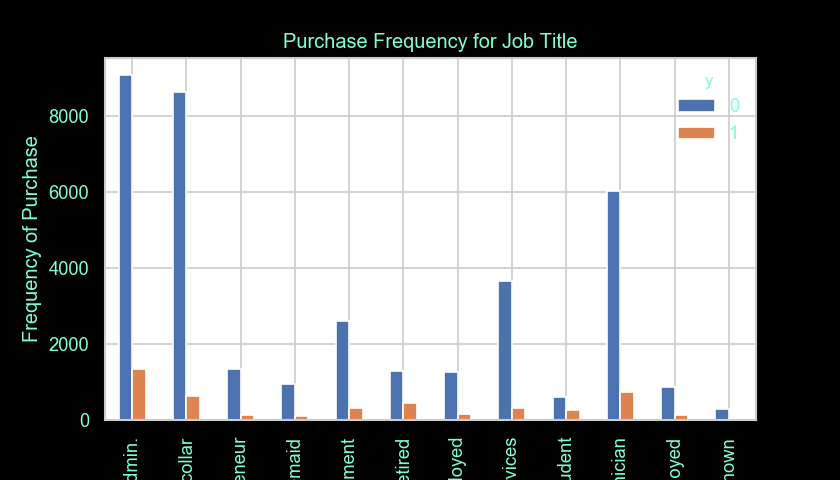 Purchase Frequency for Job Title
Frequency of Purchase
8000
6000
4000
2000
0
y
0
1
dmin.
collar
eneur
maid
ment
etired
loyed
vices
udent
nician
oyed
nown